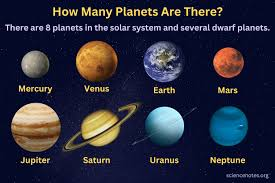 How Many Planets Are There?
There are 8 planets in the solar system and several dwarf planets.
Mercury Venus Earth Mars
Jupiter Saturn Uranus Neptune
sciencenotes.org